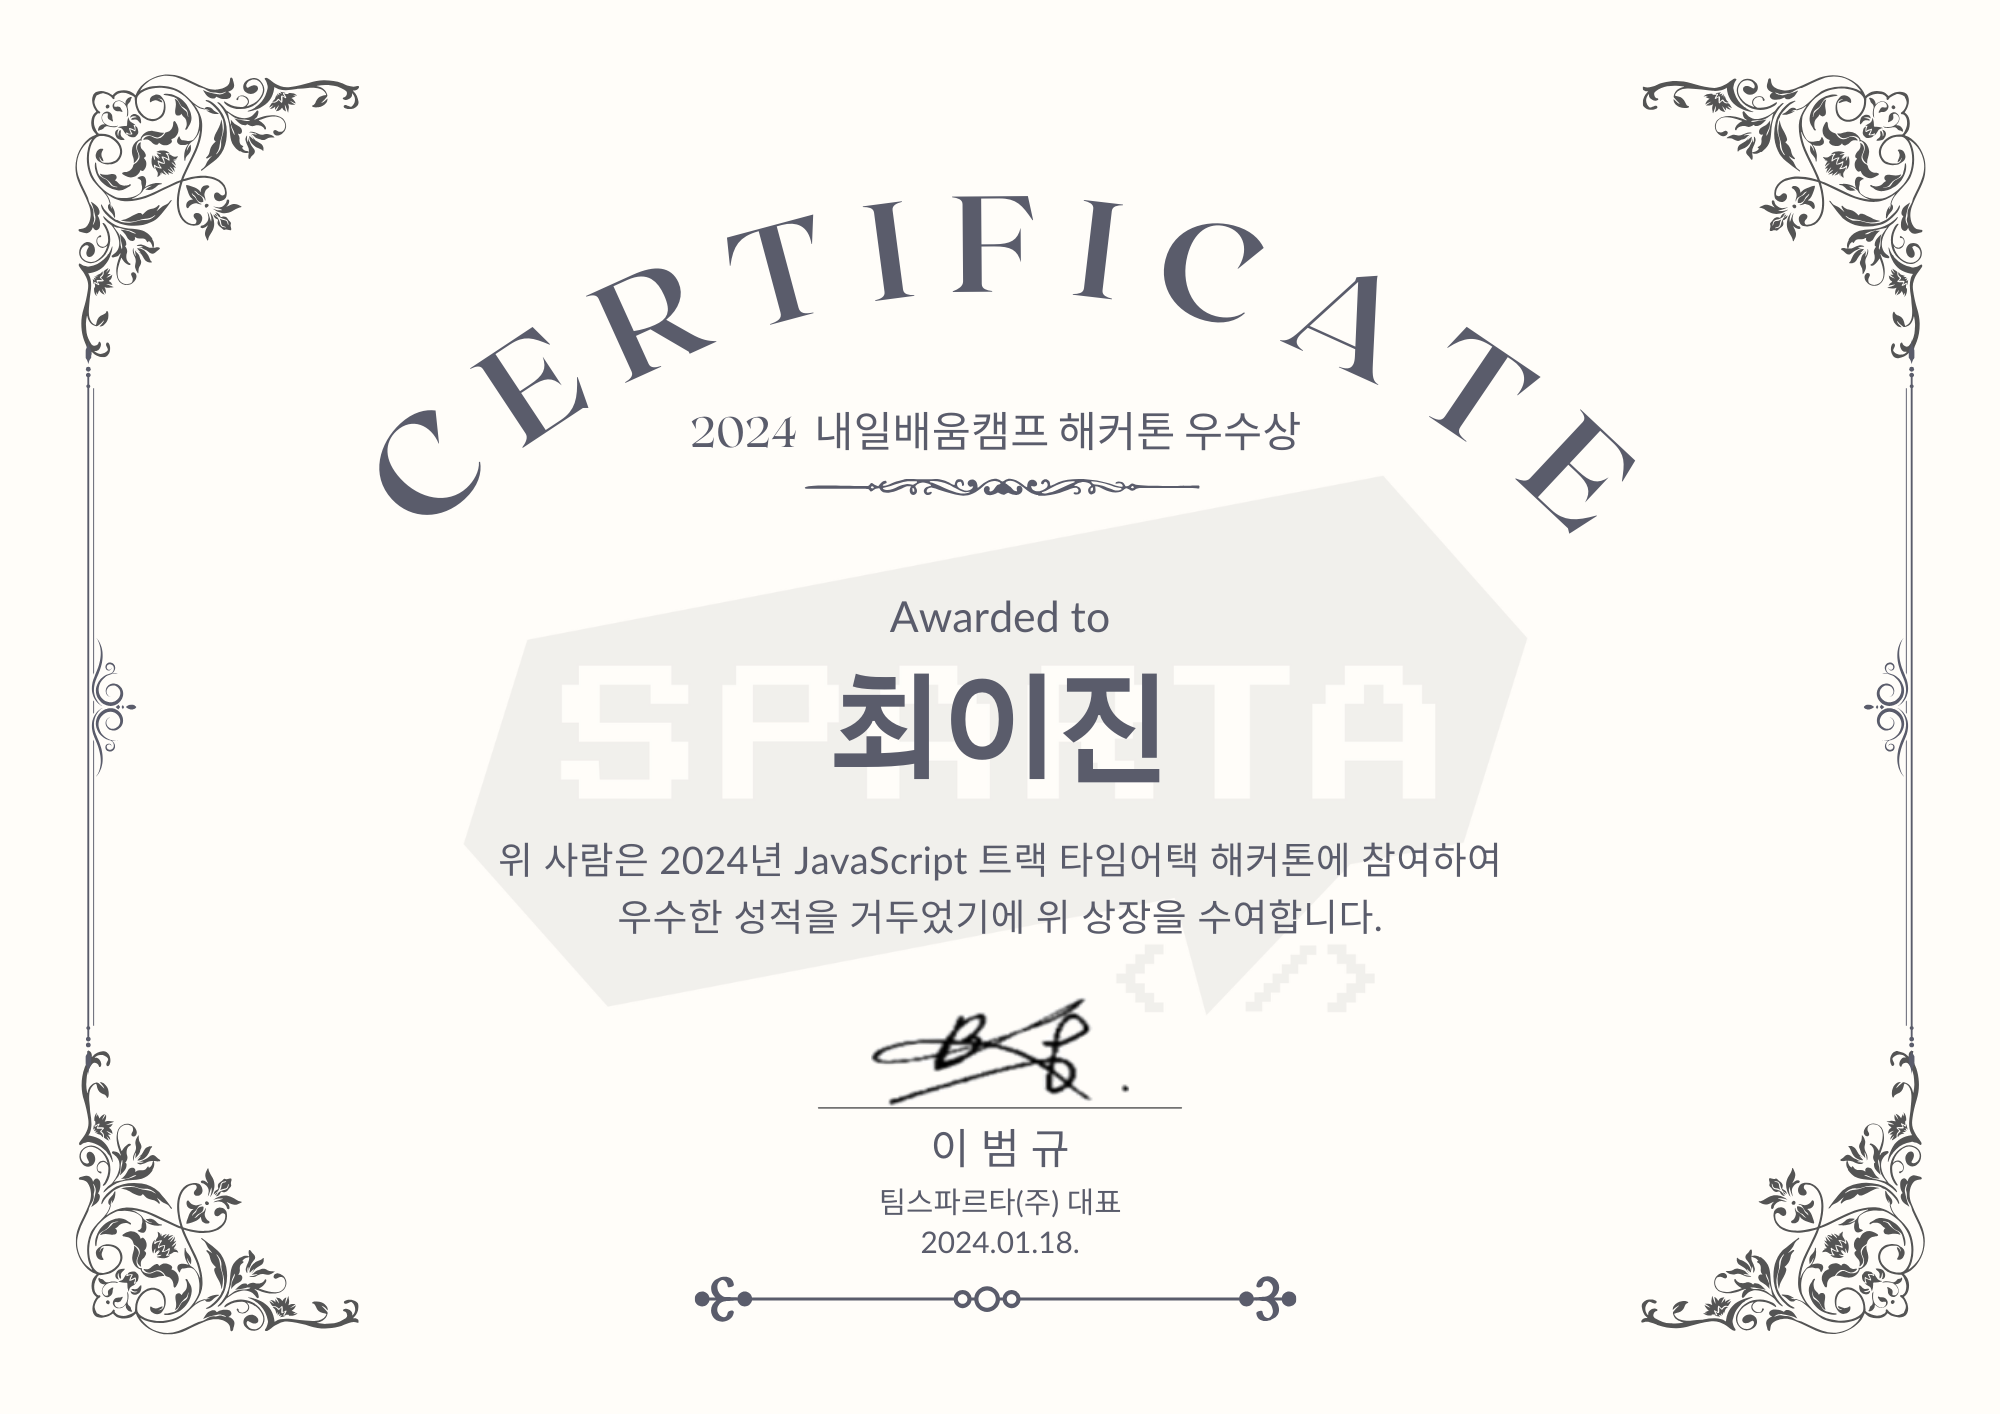 CERTIFICATE
2024 내일배움캠프 해커톤 우수상
Awarded to
SPARTA
최이진
위 사람은 2024년 JavaScript 트랙 타임어택 해커톤에 참여하여
우수한 성적을 거두었기에 위 상장을 수여합니다.
</>
이 범 규
팀스파르타(주) 대표
2024.01.18.